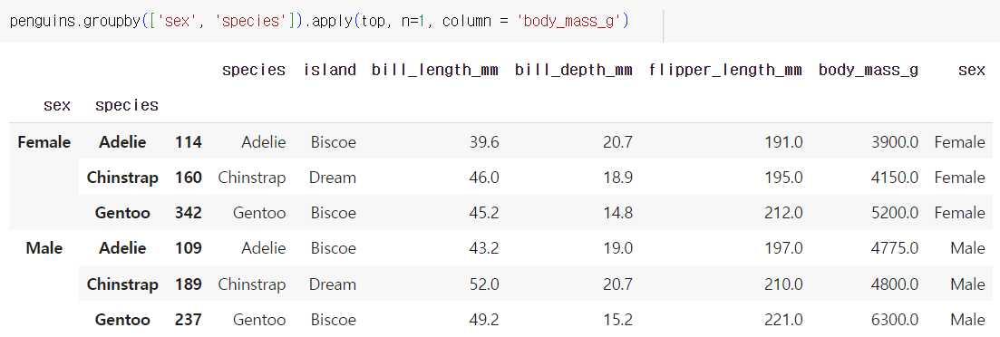 penguins.groupby(['sex', 'species']).apply(top, n=1, column = 'body_mass_g')
species island bill_length_mm bill_depth_mm flipper_length_mm body_mass_g sex
sex species
Female Adelie 114 Adelie Biscoe 39.6 20.7 191.0 3900.0 Female
Chinstrap 160 Chinstrap Dream 46.0 18.9 195.0 4150.0 Female
Gentoo 342 Gentoo Biscoe 45.2 14.8 212.0 5200.0 Female
Male Adelie 109 Adelie Biscoe 43.2 19.0 197.0 4775.0 Male
Chinstrap 189 Chinstrap Dream 52.0 20.7 210.0 4800.0 Male
Gentoo 237 Gentoo Biscoe 49.2 15.2 221.0 6300.0 Male